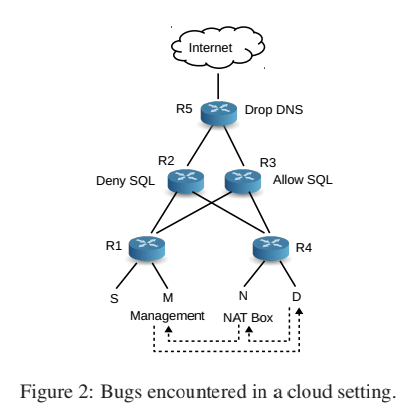 Internet
R5 Drop DNS
R2 R3
Deny SQL Allow SQL
R1 R4
S M N D
Management NAT Box
Figure 2: Bugs encountered in a cloud setting.